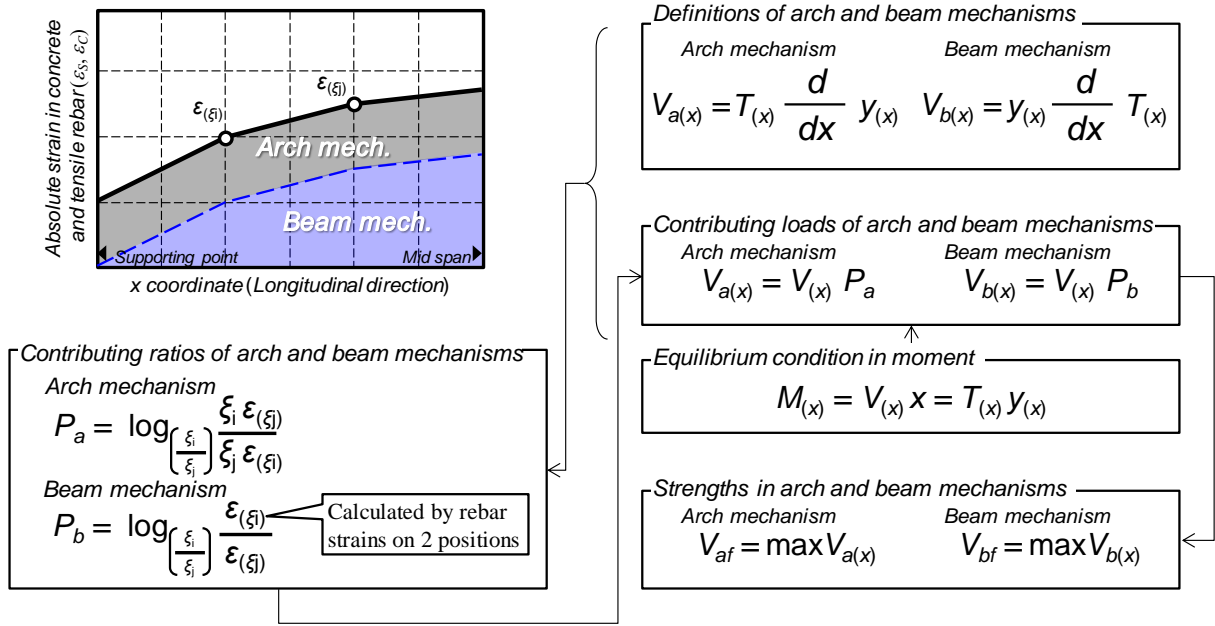 Absolute strain in concrete
and tensile rebar (εS, εC)
ε(ξi)
ε(ξj)
Arch mech.
Beam mech.
Supporting point
Mid span
x coordinate (Longitudinal direction)
Definitions of arch and beam mechanisms
Arch mechanism Beam mechanism
Va(x) = T(x) d/dx y(x) Vb(x) = y(x) d/dx T(x)
Contributing loads of arch and beam mechanisms
Arch mechanism Beam mechanism
Va(x) = V(x) Pa Vb(x) = V(x) Pb
Equilibrium condition in moment
M(x) = V(x) x = T(x) y(x)
Strengths in arch and beam mechanisms
Arch mechanism Beam mechanism
Vaf = max Va(x) Vbf = max Vb(x)
Contributing ratios of arch and beam mechanisms
Arch mechanism
Pa = log(ξi/ξj) ξi ε(ξj) / ξj ε(ξi)
Beam mechanism
Pb = log(ξi/ξj) ε(ξi) / ε(ξj)
Calculated by rebar
strains on 2 positions